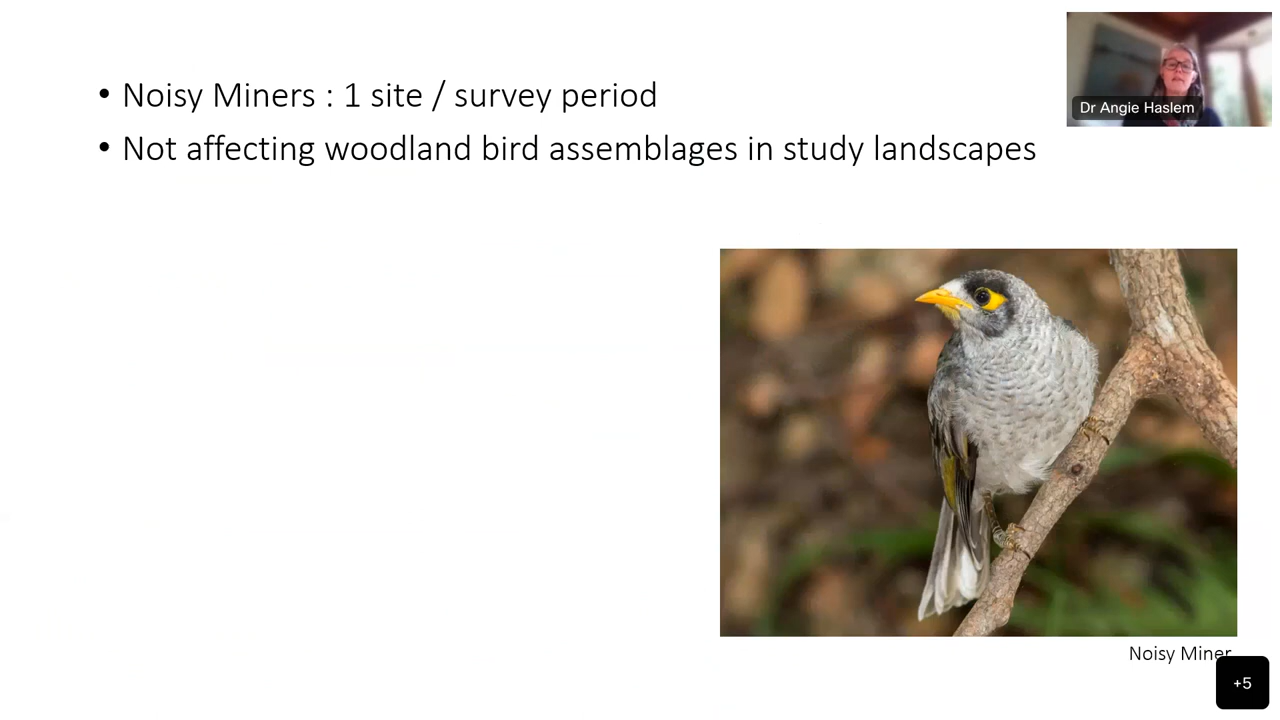 • Noisy Miners : 1 site / survey period
• Not affecting woodland bird assemblages in study landscapes
Dr Angie Haslem
Noisy Miner
+5